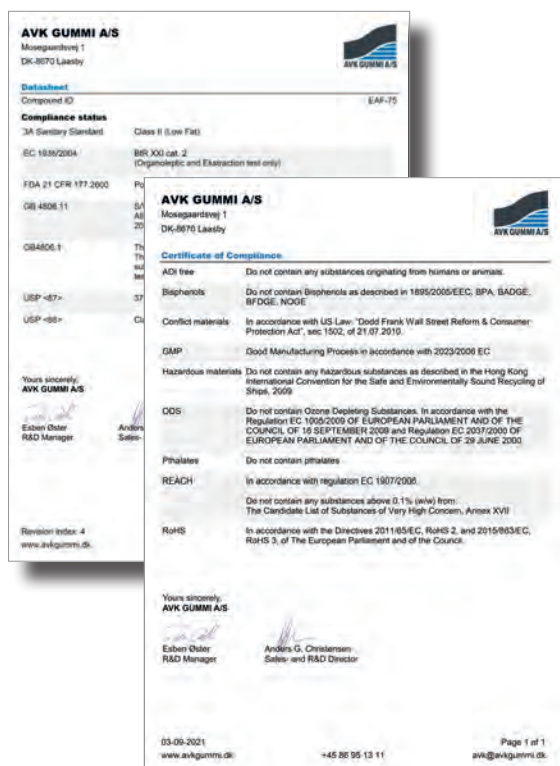 AVK GUMMI A/S
Mosegaardsvej 1
DK-8670 Laasby
AVK GUMMI A/S
Datasheet
Compound ID EAF-75
Compliance status
3A Sanitary Standard Class II (Low Fat)
EC 1935/2004 BfR XXI cat. 2
(Organoleptic and Ekstraction test only)
FDA 21 CFR 177.2600
GB 4806.11
GB4806.1
USP <87>
USP <88>
Yours sincerely,
AVK GUMMI A/S
Esben Øster
R&D Manager
Anders
Sales-
Revision Index: 4
www.avkgummi.dk
AVK GUMMI A/S
Mosegaardsvej 1
DK-8670 Laasby
AVK GUMMI A/S
Certificate of Compliance
ADI free Do not contain any substances originating from humans or animals.
Bisphenols Do not contain Bisphenols as described in 1895/2005/EEC, BPA, BADGE,
BFDGE, NOGE
Conflict materials In accordance with US Law: "Dodd Frank Wall Street Reform & Consumer
Protection Act", sec 1502, of 21.07.2010.
GMP Good Manufacturing Process in accordance with 2023/2006 EC
Hazardous materials Do not contain any hazardous substances as described in the Hong Kong
International Convention for the Safe and Environmentally Sound Recycling of
Ships, 2009
ODS Do not contain Ozone Depleting Substances. In accordance with the
Regulation EC 1005/2009 OF EUROPEAN PARLIAMENT AND OF THE
COUNCIL OF 16 SEPTEMBER 2009 and Regulation EC 2037/2000 OF
EUROPEAN PARLIAMENT AND OF THE COUNCIL OF 29 JUNE 2000
Pthalates Do not contain pthalates
REACH In accordance with regulation EC 1907/2006.
Do not contain any substances above 0.1% (w/w) from:
The Candidate List of Substances of Very High Concern, Annex XVII
RoHS In accordance with the Directives 2011/65/EC, RoHS 2, and 2015/863/EC,
RoHS 3, of The European Parliament and of the Council.
Yours sincerely,
AVK GUMMI A/S
Esben Øster Anders G. Christensen
R&D Manager Sales- and R&D Director
03-09-2021 Page 1 of 1
www.avkgummi.dk +45 86 95 13 11 avk@avkgummi.dk